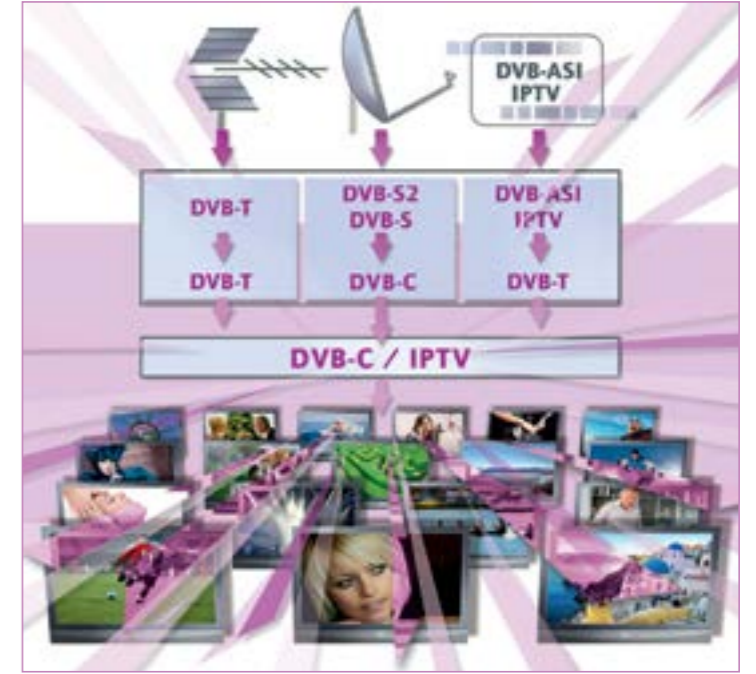 DVB-ASI
IPTV
DVB-T
DVB-T
DVB-S2
DVB-S
DVB-C
DVB-ASI
IPTV
DVB-T
DVB-C / IPTV